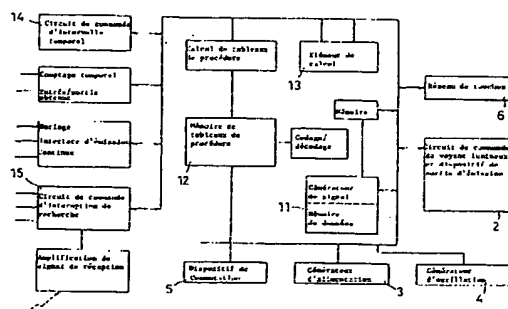 14
Circuit de commande
d'intervalle temporel
Calcul de tableaux
de procédure
Elément de
calcul
13
Comptage temporel
Entrée/sortie
Réseau de touches
6
Mémoire
Horloge
Interface d'émission
continue
Mémoire de
tableaux de
procédure
12
Codage/
décodage
Circuit de commande
de voyant lumineux
et dispositif de
sortie d'émission
2
15
Circuit de commande
d'interruption de
recherche
Générateur
de signal
11
Mémoire
de données
Amplification de
signal de réception
Dispositif de
Commutation
5
Générateur
d'alimentation
3
Générateur
d'oscillation
4